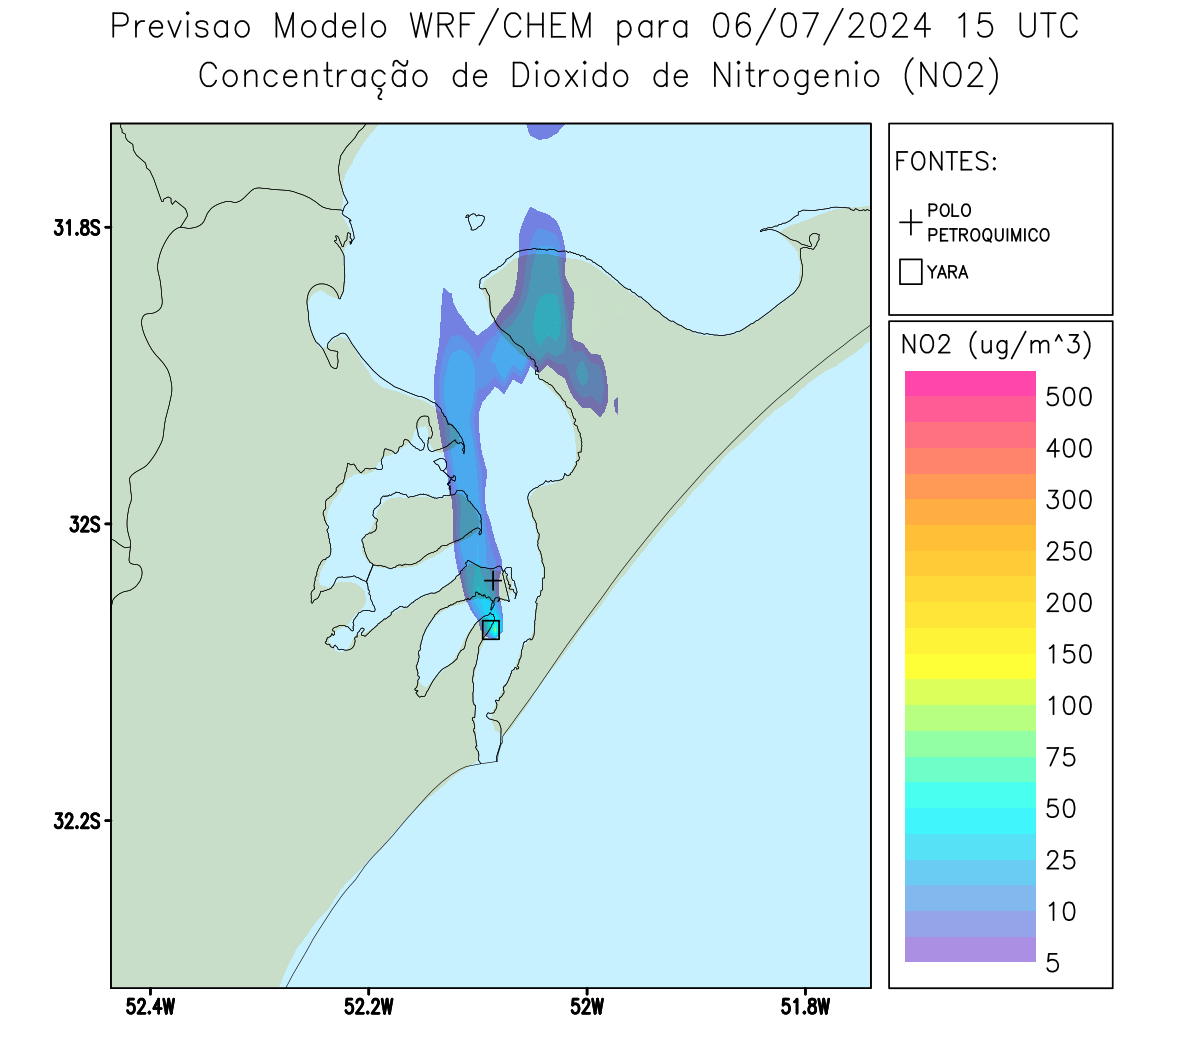 Previsao Modelo WRF/CHEM para 06/07/2024 15 UTC
Concentração de Dioxido de Nitrogenio (NO2)
FONTES:
POLO
PETROQUIMICO
YARA
NO2 (ug/m^3)
500
400
300
250
200
150
100
75
50
25
10
5
31.8S
32S
32.2S
52.4W
52.2W
52W
51.8W